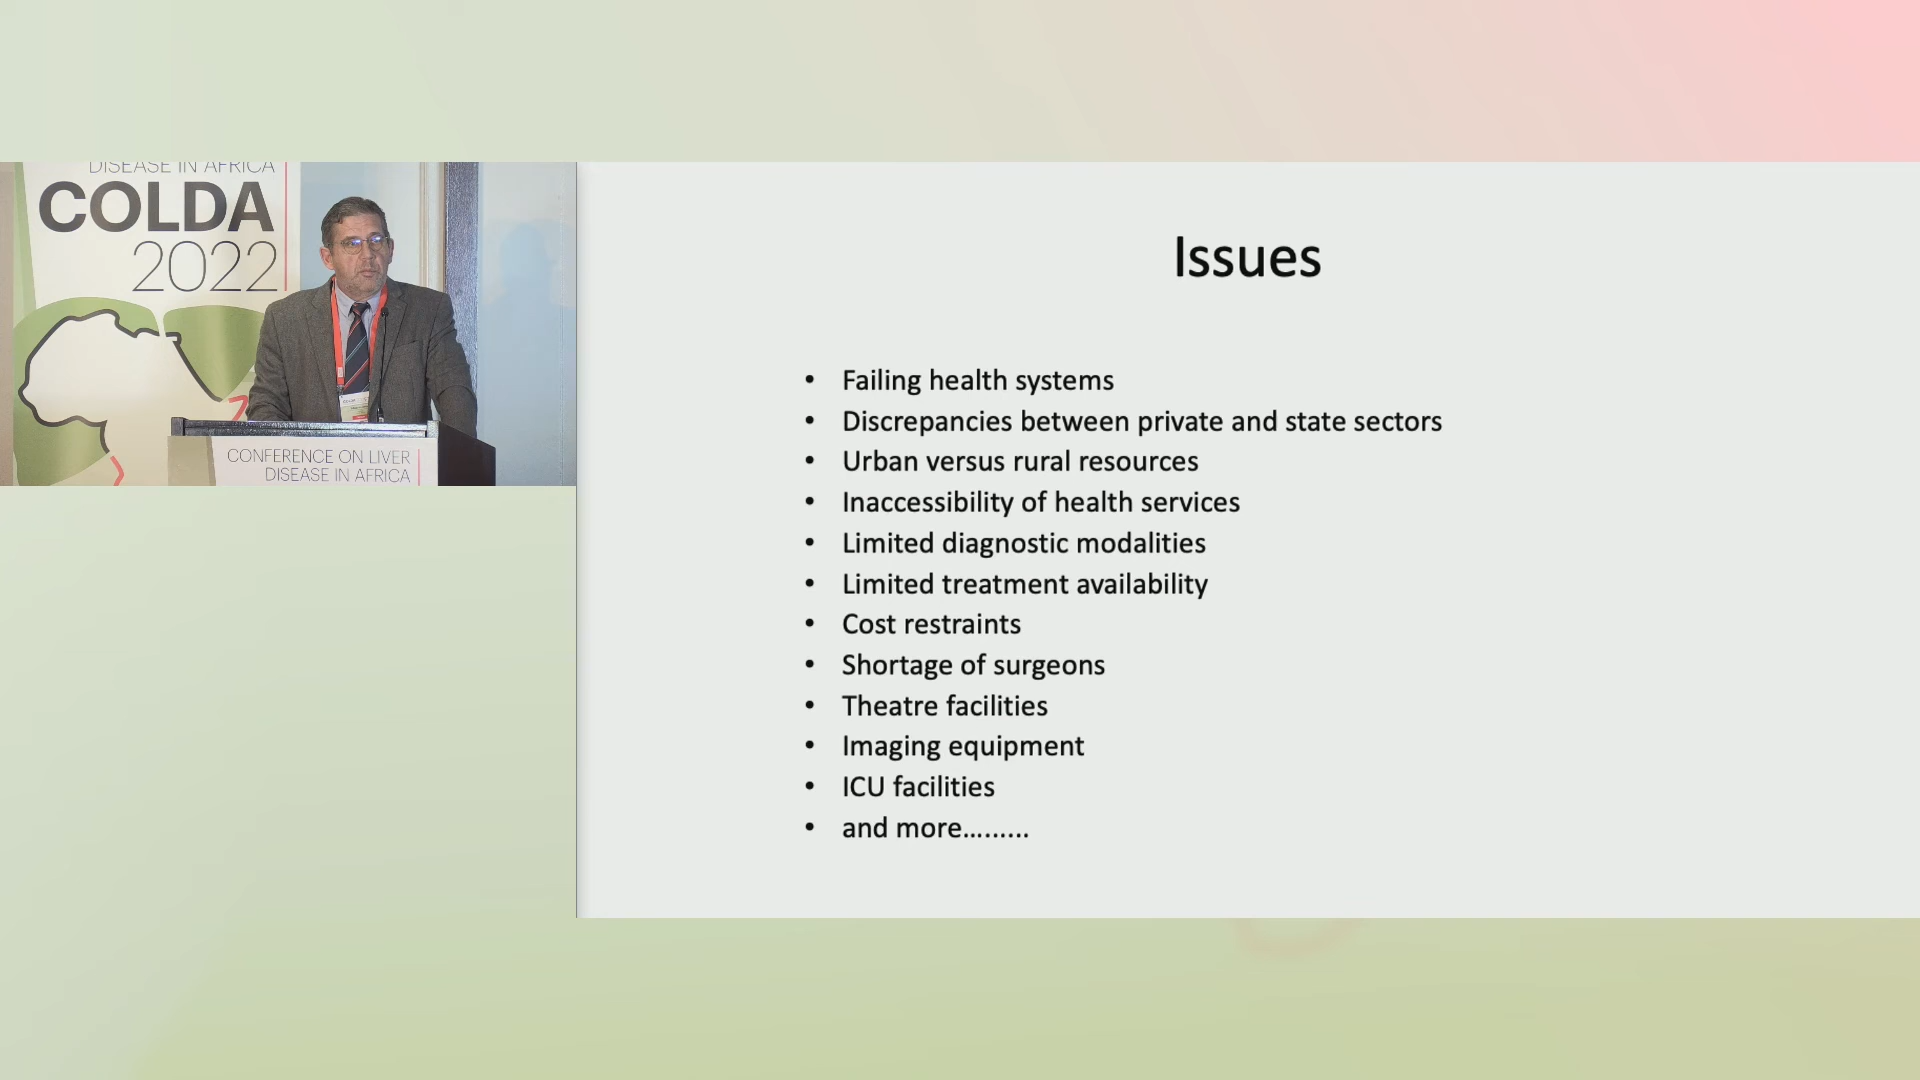 DISEASE IN AFRICA
COLDA
2022
CONFERENCE ON LIVER
DISEASE IN AFRICA
Issues
• Failing health systems
• Discrepancies between private and state sectors
• Urban versus rural resources
• Inaccessibility of health services
• Limited diagnostic modalities
• Limited treatment availability
• Cost restraints
• Shortage of surgeons
• Theatre facilities
• Imaging equipment
• ICU facilities
• and more.........